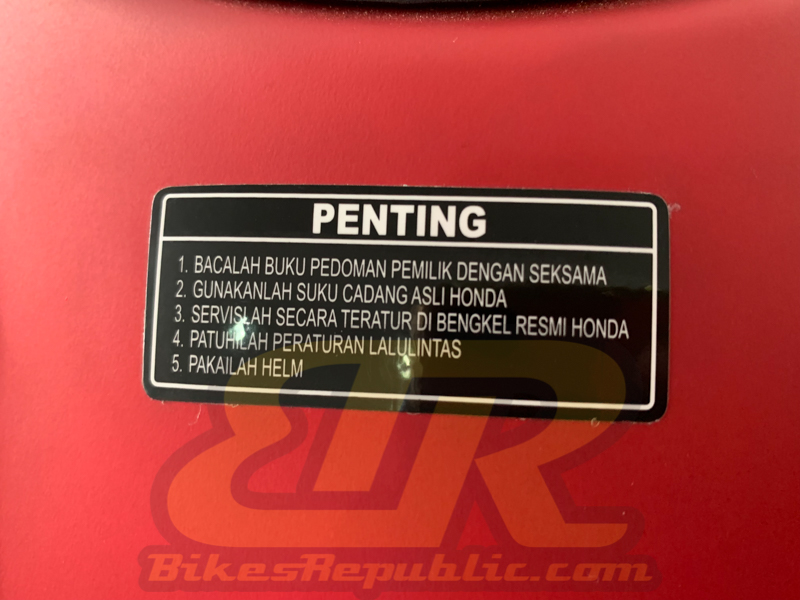 PENTING
1. BACALAH BUKU PEDOMAN PEMILIK DENGAN SEKSAMA
2. GUNAKANLAH SUKU CADANG ASLI HONDA
3. SERVISLAH SECARA TERATUR DI BENGKEL RESMI HONDA
4. PATUHILAH PERATURAN LALULINTAS
5. PAKAILAH HELM
BR
BikesRepublic.com